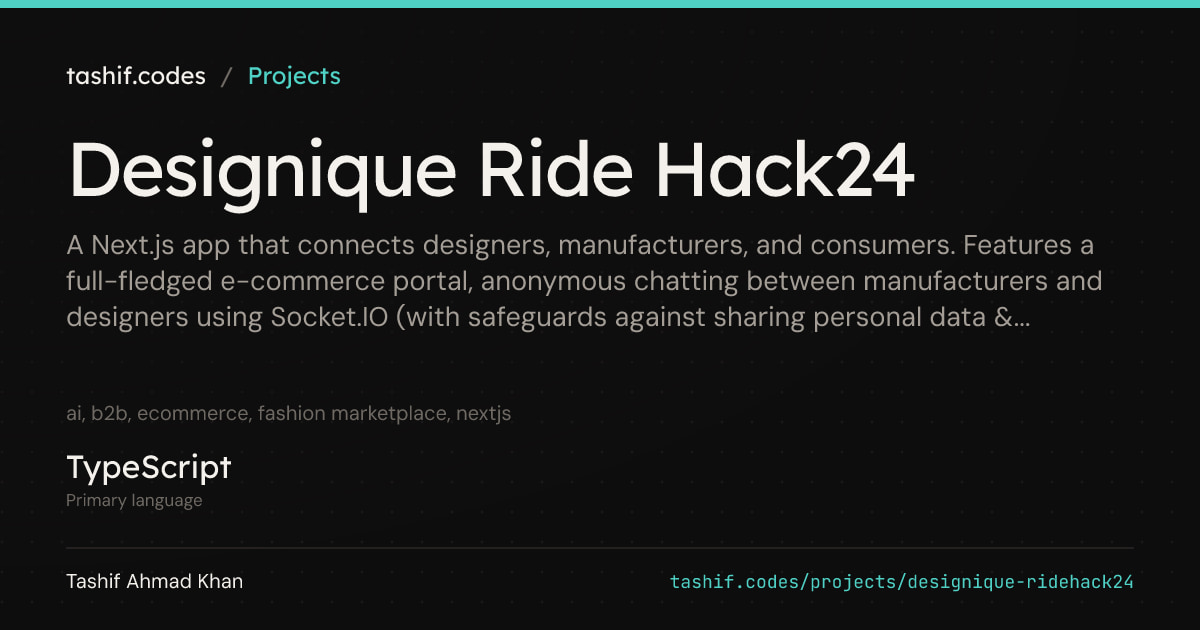 tashif.codes / Projects
Designique Ride Hack24
A Next.js app that connects designers, manufacturers, and consumers. Features a
full-fledged e-commerce portal, anonymous chatting between manufacturers and
designers using Socket.IO (with safeguards against sharing personal data &...
ai, b2b, ecommerce, fashion marketplace, nextjs
TypeScript
Primary language
Tashif Ahmad Khan
tashif.codes/projects/designique-ridehack24